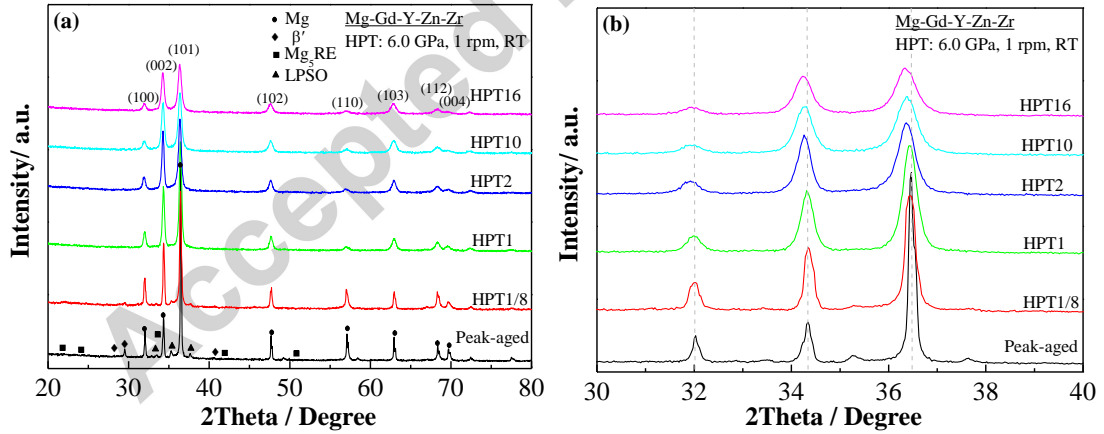 (a)
Mg
β′
Mg5RE
LPSO
Mg-Gd-Y-Zn-Zr
HPT: 6.0 GPa, 1 rpm, RT
(100)
(002)
(101)
(102)
(110)
(103)
(112)
(004)
HPT16
HPT10
HPT2
HPT1
HPT1/8
Peak-aged
Intensity/ a.u.
20 30 40 50 60 70 80
2Theta / Degree
(b)
Mg-Gd-Y-Zn-Zr
HPT: 6.0 GPa, 1 rpm, RT
HPT16
HPT10
HPT2
HPT1
HPT1/8
Peak-aged
Intensity/ a.u.
30 32 34 36 38 40
2Theta / Degree
Accepted